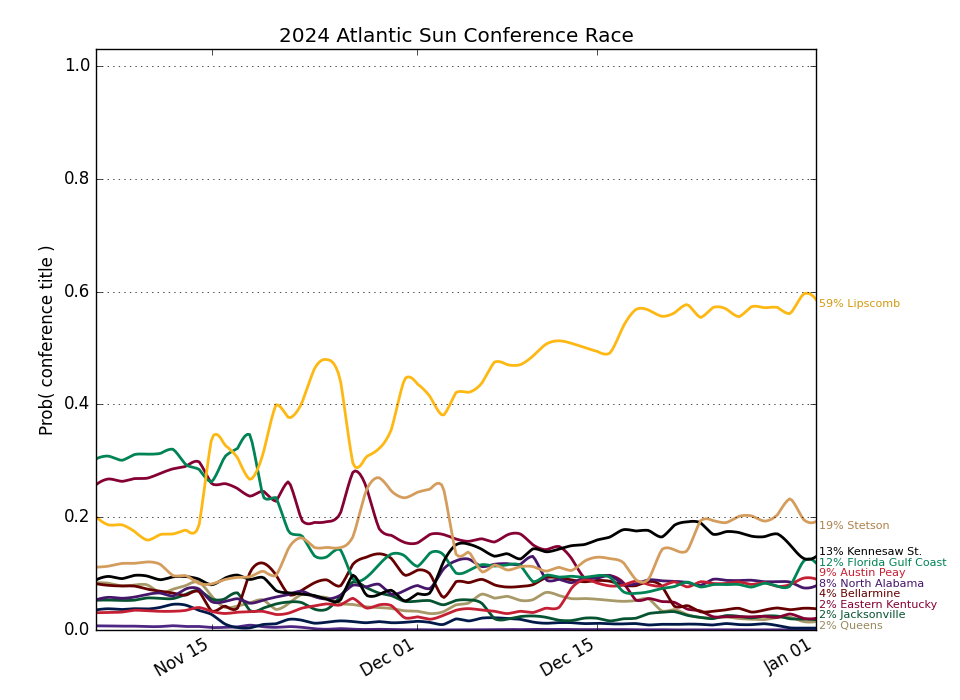 2024 Atlantic Sun Conference Race
1.0
0.8
0.6
0.4
0.2
0.0
Prob( conference title )
Nov 15
Dec 01
Dec 15
Jan 01
59% Lipscomb
19% Stetson
13% Kennesaw St.
12% Florida Gulf Coast
9% Austin Peay
8% North Alabama
4% Bellarmine
2% Eastern Kentucky
2% Jacksonville
2% Queens